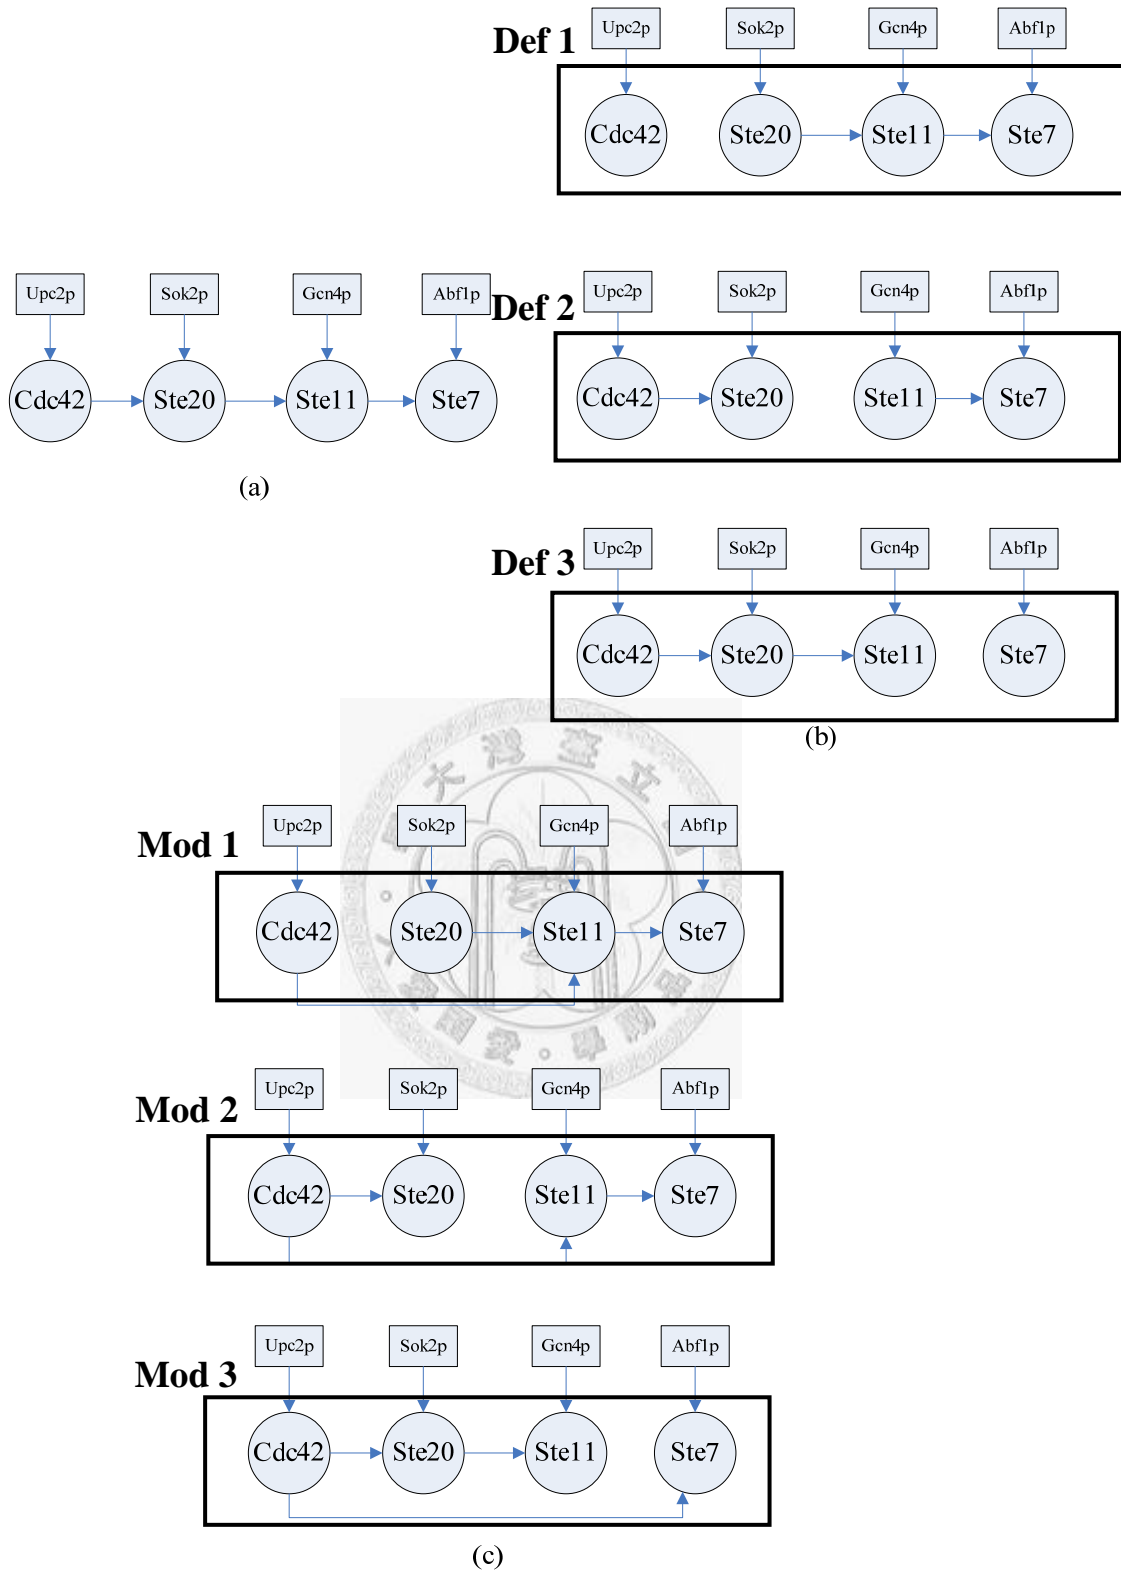 Def 1
Upc2p Sok2p Gcn4p Abf1p
Cdc42 Ste20 Ste11 Ste7
Upc2p Sok2p Gcn4p Abf1p
Cdc42 Ste20 Ste11 Ste7
(a)
Def 2
Upc2p Sok2p Gcn4p Abf1p
Cdc42 Ste20 Ste11 Ste7
Def 3
Upc2p Sok2p Gcn4p Abf1p
Cdc42 Ste20 Ste11 Ste7
(b)
Mod 1
Upc2p Sok2p Gcn4p Abf1p
Cdc42 Ste20 Ste11 Ste7
Mod 2
Upc2p Sok2p Gcn4p Abf1p
Cdc42 Ste20 Ste11 Ste7
Mod 3
Upc2p Sok2p Gcn4p Abf1p
Cdc42 Ste20 Ste11 Ste7
(c)